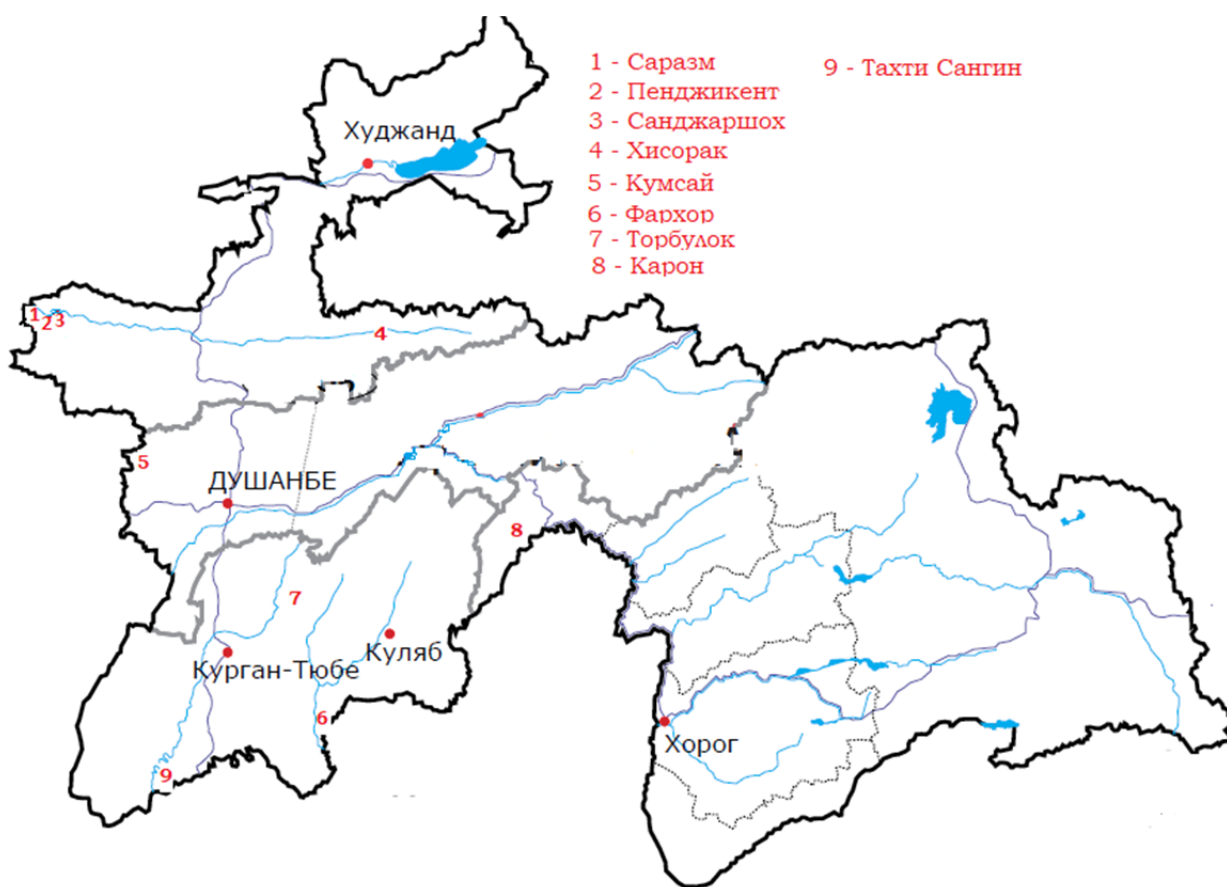 1 - Саразм
2 - Пенджикент
3 - Санджаршох
4 - Хисорак
5 - Кумсай
6 - Фархор
7 - Торбулок
8 - Карон
9 - Тахти Сангин
Худжанд
1
2
3
4
5
ДУШАНБЕ
8
7
Куляб
Курган-Тюбе
6
Хорог
9